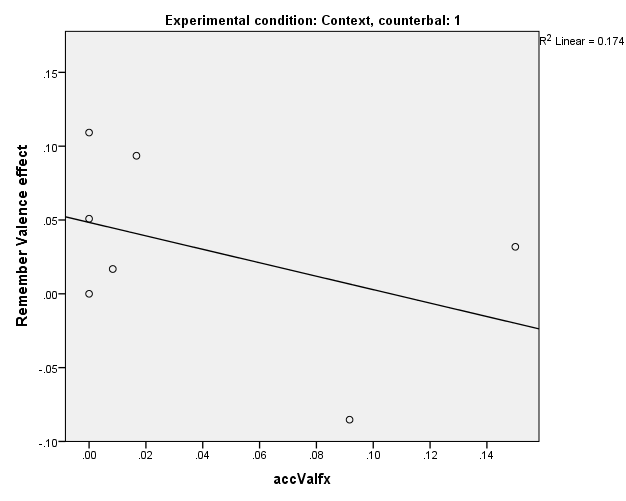 Experimental condition: Context, counterbal: 1
R2 Linear = 0.174
Remember Valence effect
.15
.10
.05
.00
-.05
-.10
.00 .02 .04 .06 .08 .10 .12 .14
accValfx